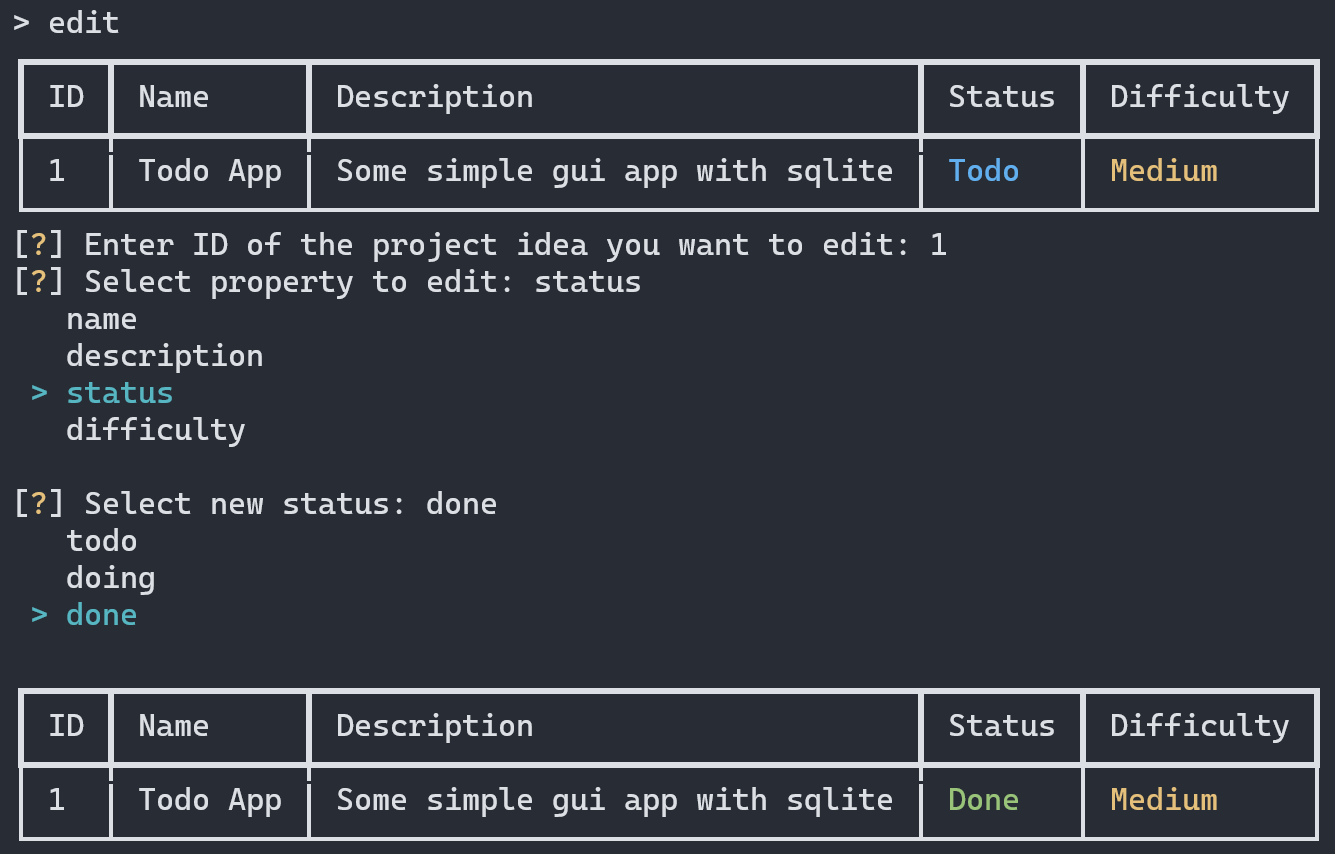 > edit
ID Name Description Status Difficulty
1 Todo App Some simple gui app with sqlite Todo Medium
[?] Enter ID of the project idea you want to edit: 1
[?] Select property to edit: status
name
description
> status
difficulty
[?] Select new status: done
todo
doing
> done
ID Name Description Status Difficulty
1 Todo App Some simple gui app with sqlite Done Medium